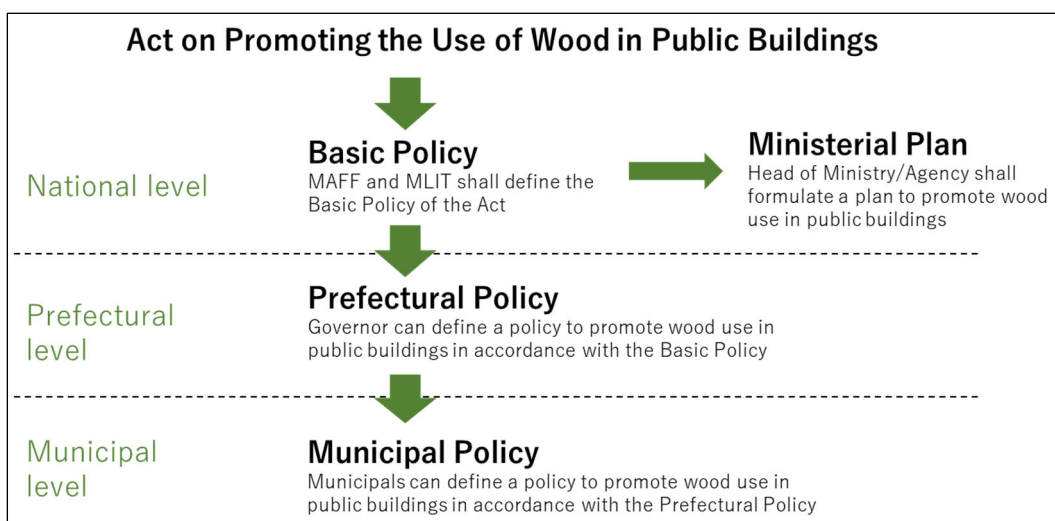 Act on Promoting the Use of Wood in Public Buildings
National level
Basic Policy
MAFF and MLIT shall define the
Basic Policy of the Act
Ministerial Plan
Head of Ministry/Agency shall
formulate a plan to promote wood
use in public buildings
Prefectural
level
Prefectural Policy
Governor can define a policy to promote wood use in
public buildings in accordance with the Basic Policy
Municipal
level
Municipal Policy
Municipals can define a policy to promote wood use in
public buildings in accordance with the Prefectural Policy